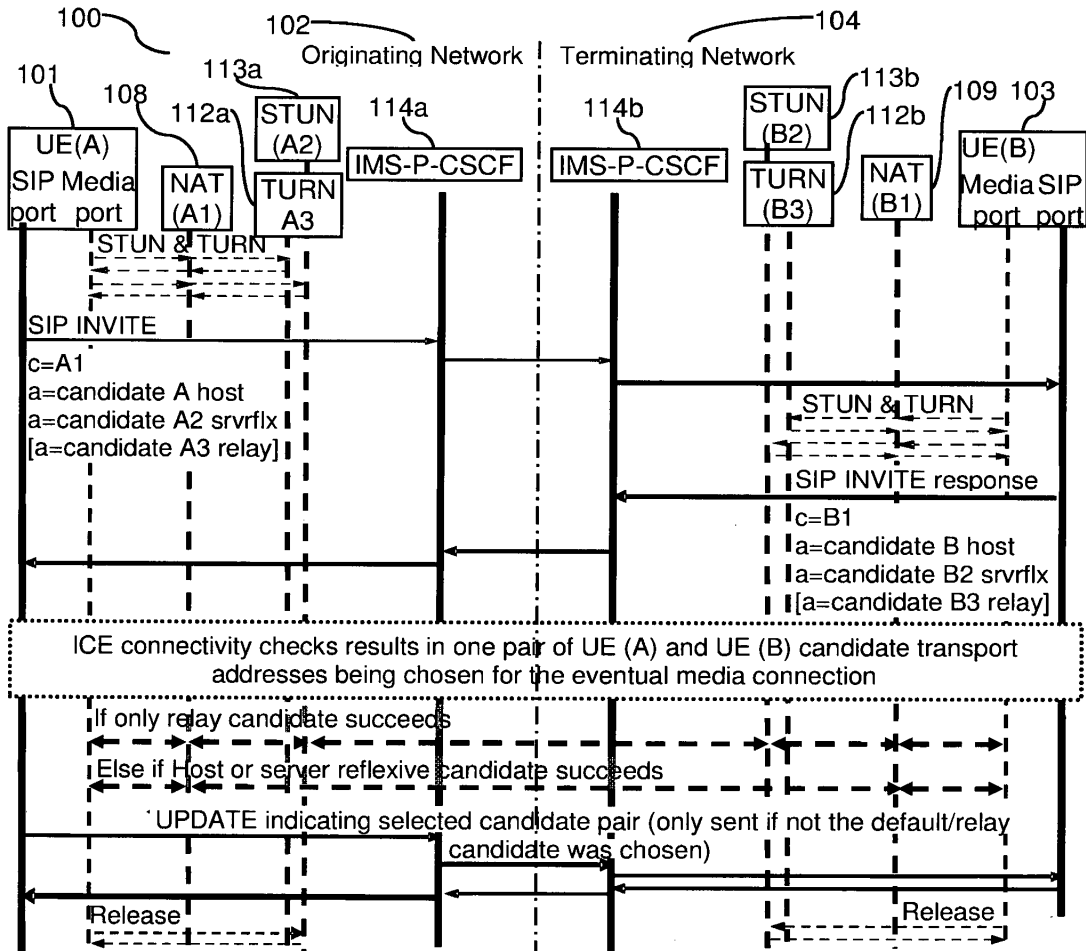 100
102
104
Originating Network
Terminating Network
101
108
113a
112a
114a
114b
113b
112b
109
103
UE(A)
SIP Media
port port
NAT
(A1)
STUN
(A2)
TURN
A3
IMS-P-CSCF
IMS-P-CSCF
STUN
(B2)
TURN
(B3)
NAT
(B1)
UE(B)
Media SIP
port port
STUN & TURN
SIP INVITE
c=A1
a=candidate A host
a=candidate A2 srvrflx
[a=candidate A3 relay]
STUN & TURN
SIP INVITE response
c=B1
a=candidate B host
a=candidate B2 srvrflx
[a=candidate B3 relay]
ICE connectivity checks results in one pair of UE (A) and UE (B) candidate transport
addresses being chosen for the eventual media connection
If only relay candidate succeeds
Else if Host or server reflexive candidate succeeds
UPDATE indicating selected candidate pair (only sent if not the default/relay
candidate was chosen)
Release
Release